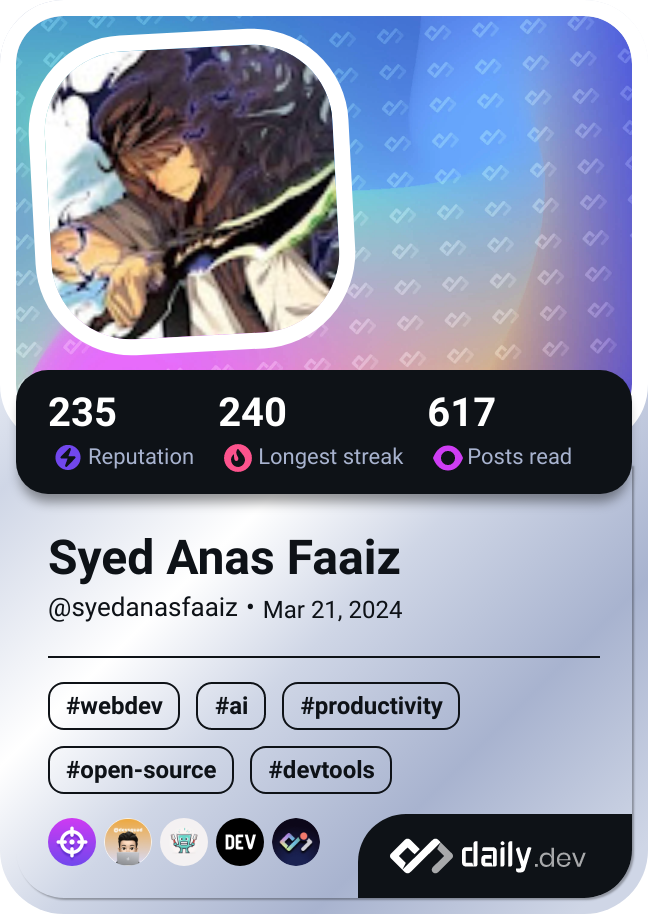 235 240 617
Reputation Longest streak Posts read
Syed Anas Faaiz
@syedanasfaaiz • Mar 21, 2024
#webdev #ai #productivity
#open-source #devtools
DEV
daily.dev